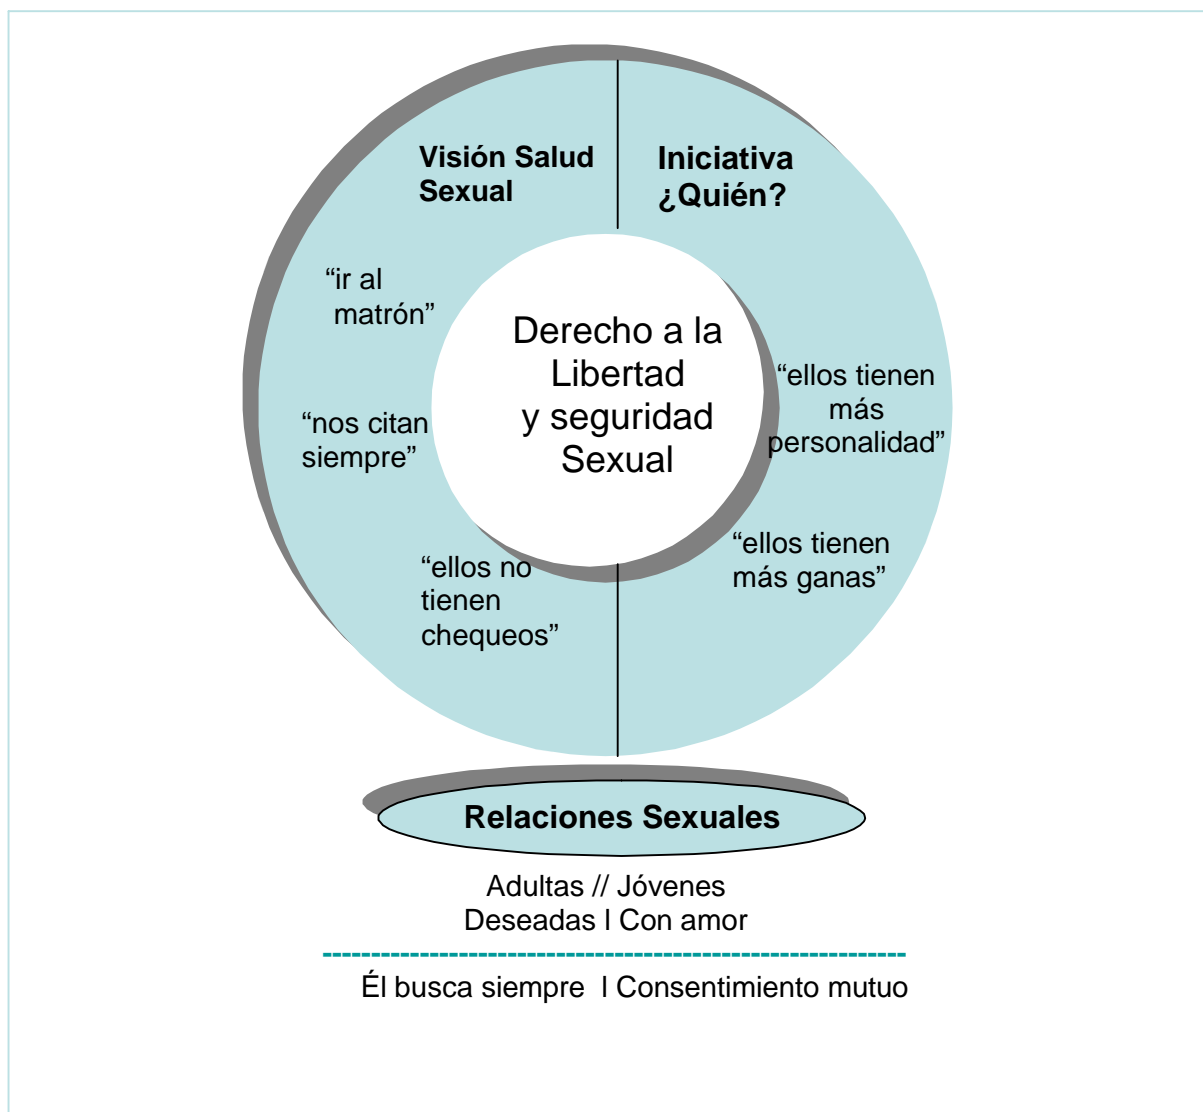 Visión Salud
Sexual
Iniciativa
¿Quién?
“ir al
matrón”
“nos citan
siempre”
“ellos no
tienen
chequeos”
Derecho a la
Libertad
y seguridad
Sexual
“ellos tienen
más
personalidad”
“ellos tienen
más ganas”
Relaciones Sexuales
Adultas // Jóvenes
Deseadas l Con amor
Él busca siempre l Consentimiento mutuo